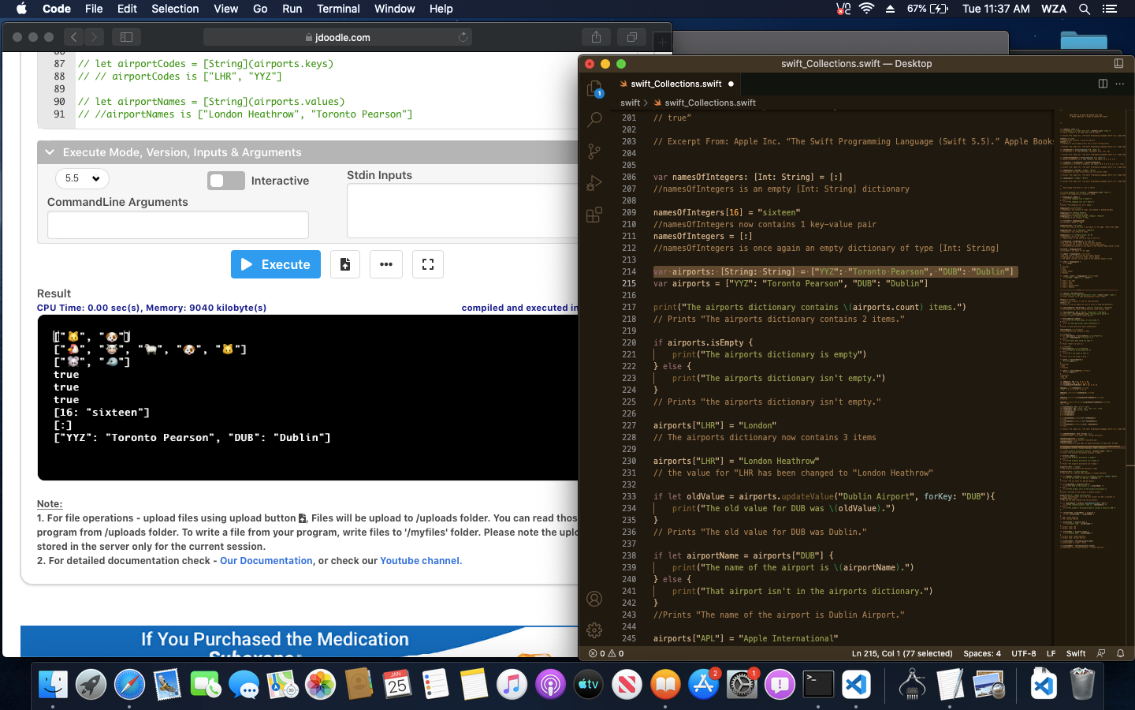 Code File Edit Selection View Go Run Terminal Window Help 67% Tue 11:37 AM WZA
jdoodle.com
87 // let airportCodes = [String](airports.keys)
88 // // airportCodes is ["LHR", "YYZ"]
89
90 // let airportNames = [String](airports.values)
91 // //airportNames is ["London Heathrow", "Toronto Pearson"]
Execute Mode, Version, Inputs & Arguments
5.5
Interactive
Stdin Inputs
CommandLine Arguments
Execute
•••
Result
CPU Time: 0.00 sec(s), Memory: 9040 kilobyte(s) compiled and executed in
["🐱", "🐶"]
true
true
true
[16: "sixteen"]
[:]
["YYZ": "Toronto Pearson", "DUB": "Dublin"]
Note:
1. For file operations - upload files using upload button , Files will be upload to /uploads folder. You can read thos
program from /uploads folder. To write a file from your program, write files to '/myfiles' folder. Please note the uplo
stored in the server only for the current session.
2. For detailed documentation check - Our Documentation, or check our Youtube channel.
If You Purchased the Medication
swift_Collections.swift — Desktop
1
swift_Collections.swift ●
swift > swift_Collections.swift
201 // true"
202
203 // Excerpt From: Apple Inc. "The Swift Programming Language (Swift 5.5)." Apple Books
204
205
206 var namesOfIntegers: [Int: String] = [:]
207 //namesOfIntegers is an empty [Int: String] dictionary
208
209 namesOfIntegers[16] = "sixteen"
210 //namesOfIntegers now contains 1 key-value pair
211 namesOfIntegers = [:]
212 //namesOfIntegers is once again an empty dictionary of type [Int: String]
213
214 var airports: [String: String] = ["YYZ": "Toronto Pearson", "DUB": "Dublin"]
215 var airports = ["YYZ": "Toronto Pearson", "DUB": "Dublin"]
216
217 print("The airports dictionary contains \(airports.count) items.")
218 // Prints "The airports dictionary contains 2 items."
219
220 if airports.isEmpty {
221 print("The airports dictionary is empty")
222 } else {
223 print("The airports dictionary isn't empty.")
224 }
225 // Prints "the airports dictionary isn't empty."
226
227 airports["LHR"] = "London"
228 // The airports dictionary now contains 3 items
229
230 airports["LHR"] = "London Heathrow"
231 // the value for "LHR has been changed to "London Heathrow"
232
233 if let oldValue = airports.updateValue("Dublin Airport", forKey: "DUB"){
234 print("The old value for DUB was \(oldValue).")
235 }
236 // Prints "The old value for DUB was Dublin."
237
238 if let airportName = airports["DUB"] {
239 print("The name of the airport is \(airportName).")
240 } else {
241 print("That airport isn't in the airports dictionary.")
242 }
243 //Prints "The name of the airport is Dublin Airport."
244
245 airports["APL"] = "Apple International"
0 0 Ln 215, Col 1 (77 selected) Spaces: 4 UTF-8 LF Swift
JAN
25
tv
2
1